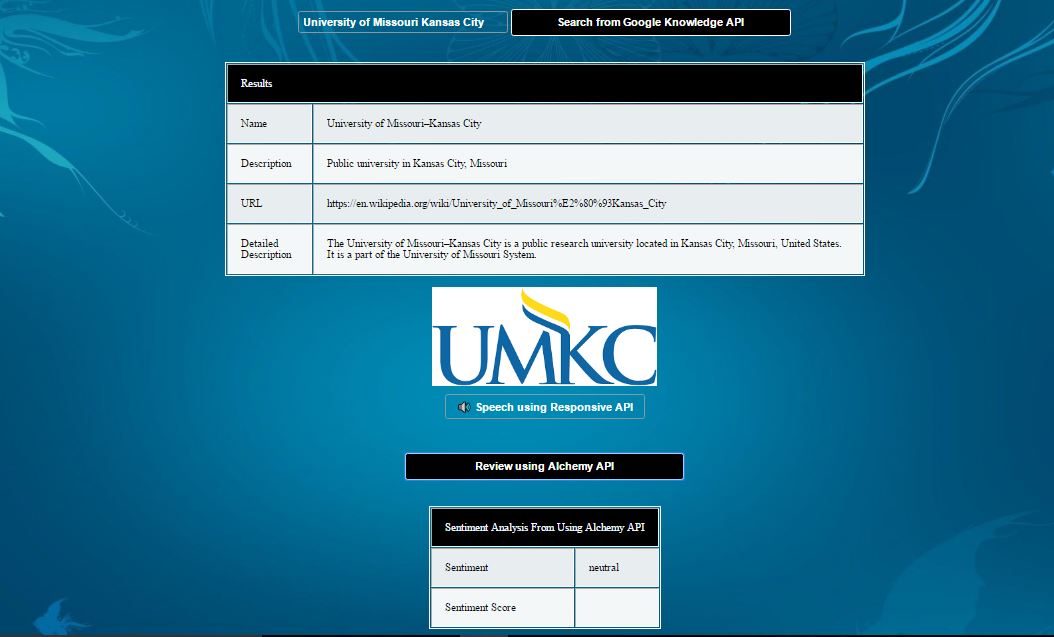 University of Missouri Kansas City
Search from Google Knowledge API
Results
Name
University of Missouri–Kansas City
Description
Public university in Kansas City, Missouri
URL
https://en.wikipedia.org/wiki/University_of_Missouri%E2%80%93Kansas_City
Detailed
Description
The University of Missouri–Kansas City is a public research university located in Kansas City, Missouri, United States.
It is a part of the University of Missouri System.
UMKC
Speech using Responsive API
Review using Alchemy API
Sentiment Analysis From Using Alchemy API
Sentiment
neutral
Sentiment Score